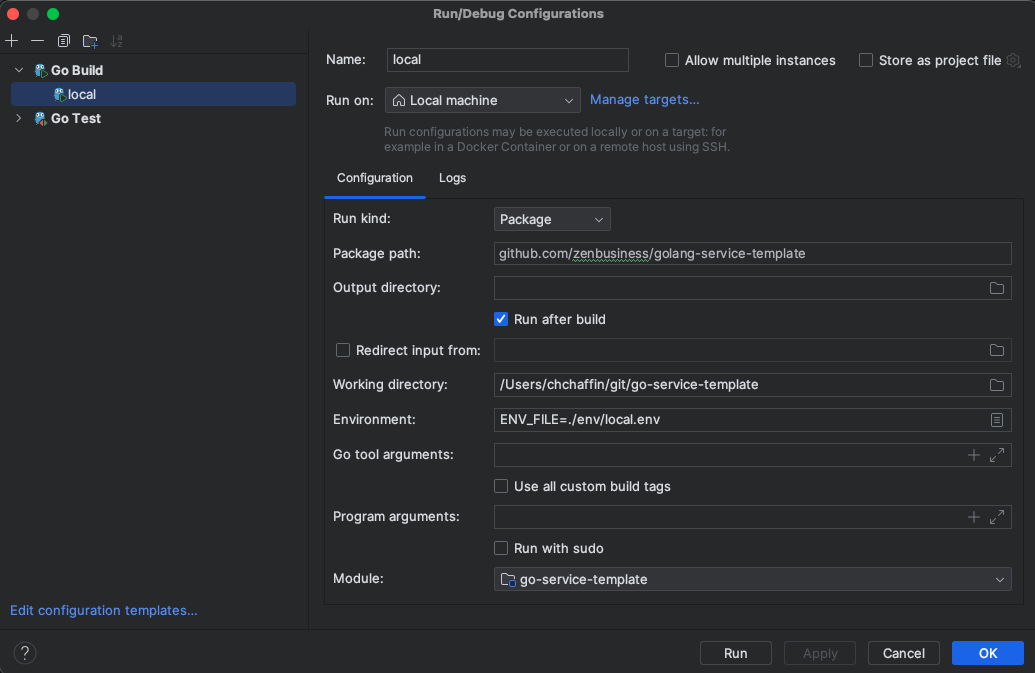 Run/Debug Configurations
Go Build
local
Go Test
Edit configuration templates...
Name:
local
Allow multiple instances
Store as project file
Run on:
Local machine
Manage targets...
Run configurations may be executed locally or on a target: for
example in a Docker Container or on a remote host using SSH.
Configuration
Logs
Run kind:
Package
Package path:
github.com/zenbusiness/golang-service-template
Output directory:
Run after build
Redirect input from:
Working directory:
/Users/chchaffin/git/go-service-template
Environment:
ENV_FILE=./env/local.env
Go tool arguments:
Use all custom build tags
Program arguments:
Run with sudo
Module:
go-service-template
?
Run
Apply
Cancel
OK